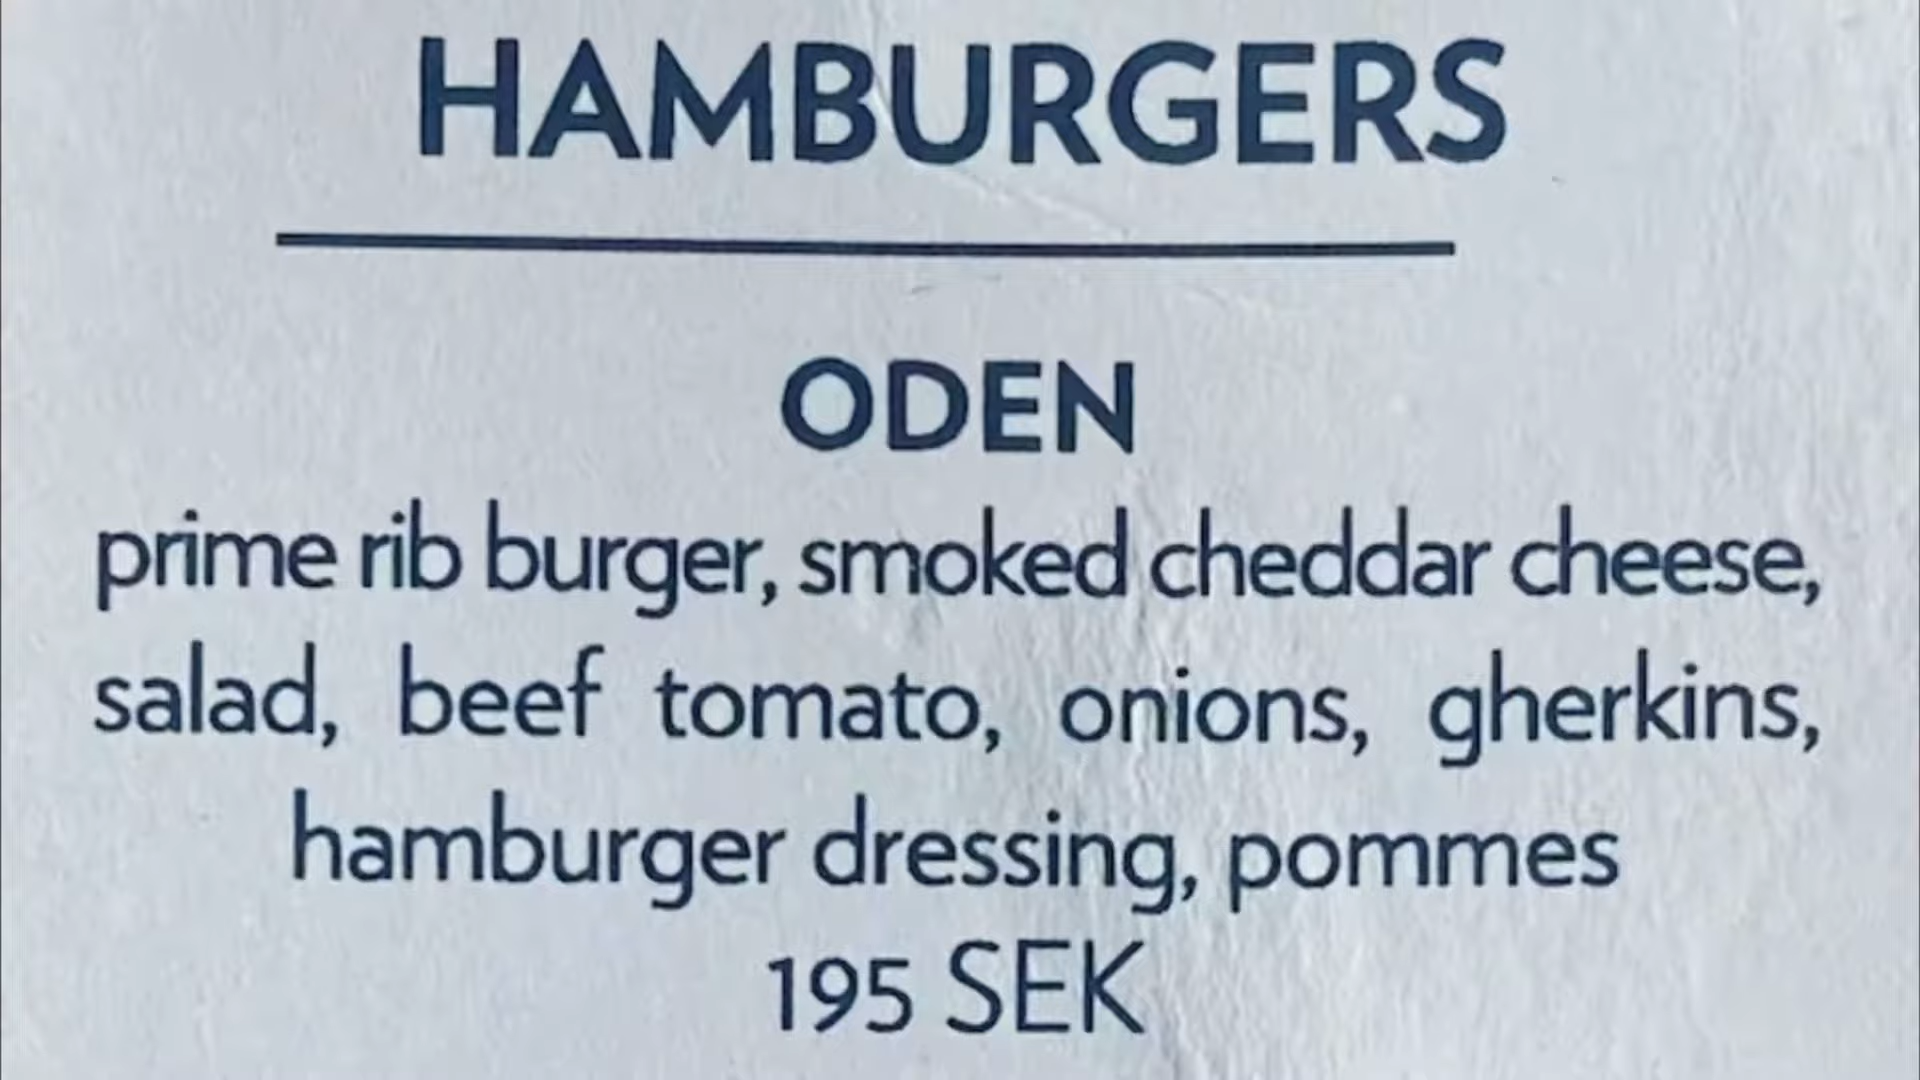 HAMBURGERS
ODEN
prime rib burger, smoked cheddar cheese,
salad, beef tomato, onions, gherkins,
hamburger dressing, pommes
195 SEK